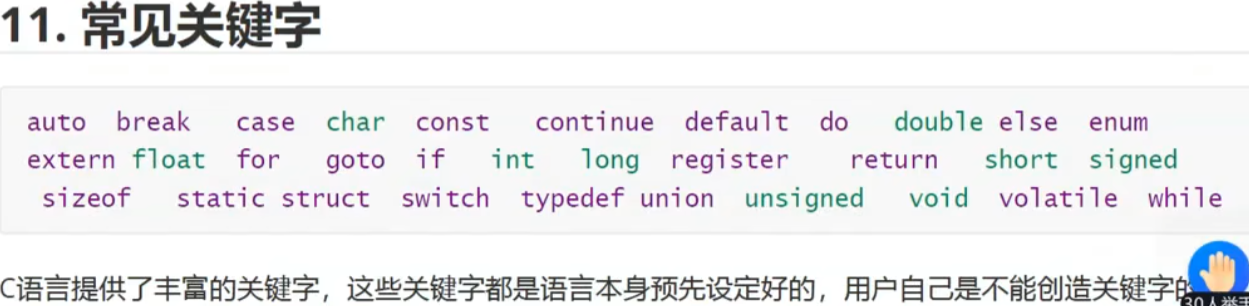 11. 常见关键字
auto break case char const continue default do double else enum
extern float for goto if int long register return short signed
sizeof static struct switch typedef union unsigned void volatile while
C语言提供了丰富的关键字，这些关键字都是语言本身预先设定好的，用户自己是不能创造关键字的
30人举